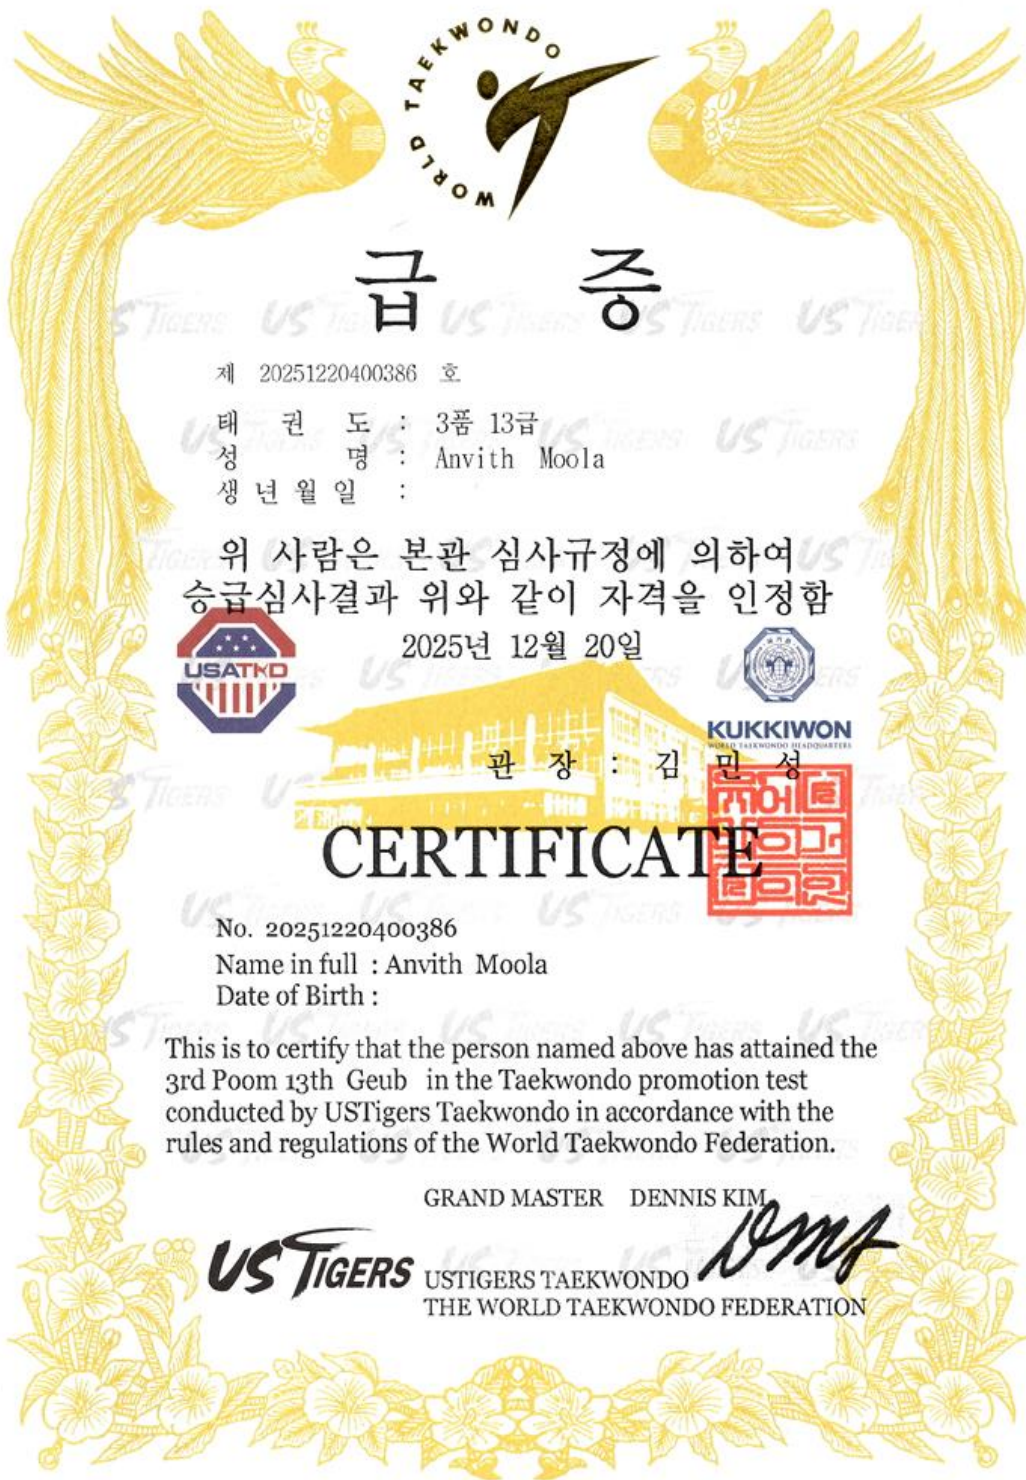 WORLD TAEKWONDO
급 증
제 20251220400386 호
태 권 도 : 3품 13급
성 명 : Anvith Moola
생 년 월 일 :
위 사람은 본관 심사규정에 의하여
승급심사결과 위와 같이 자격을 인정함
2025년 12월 20일
USATKD
KUKKIWON
WORLD TAEKWONDO HEADQUARTERS
관 장 : 김 민 성
CERTIFICATE
No. 20251220400386
Name in full : Anvith Moola
Date of Birth :
This is to certify that the person named above has attained the
3rd Poom 13th Geub in the Taekwondo promotion test
conducted by USTigers Taekwondo in accordance with the
rules and regulations of the World Taekwondo Federation.
GRAND MASTER DENNIS KIM
US TIGERS
USTIGERS TAEKWONDO
THE WORLD TAEKWONDO FEDERATION